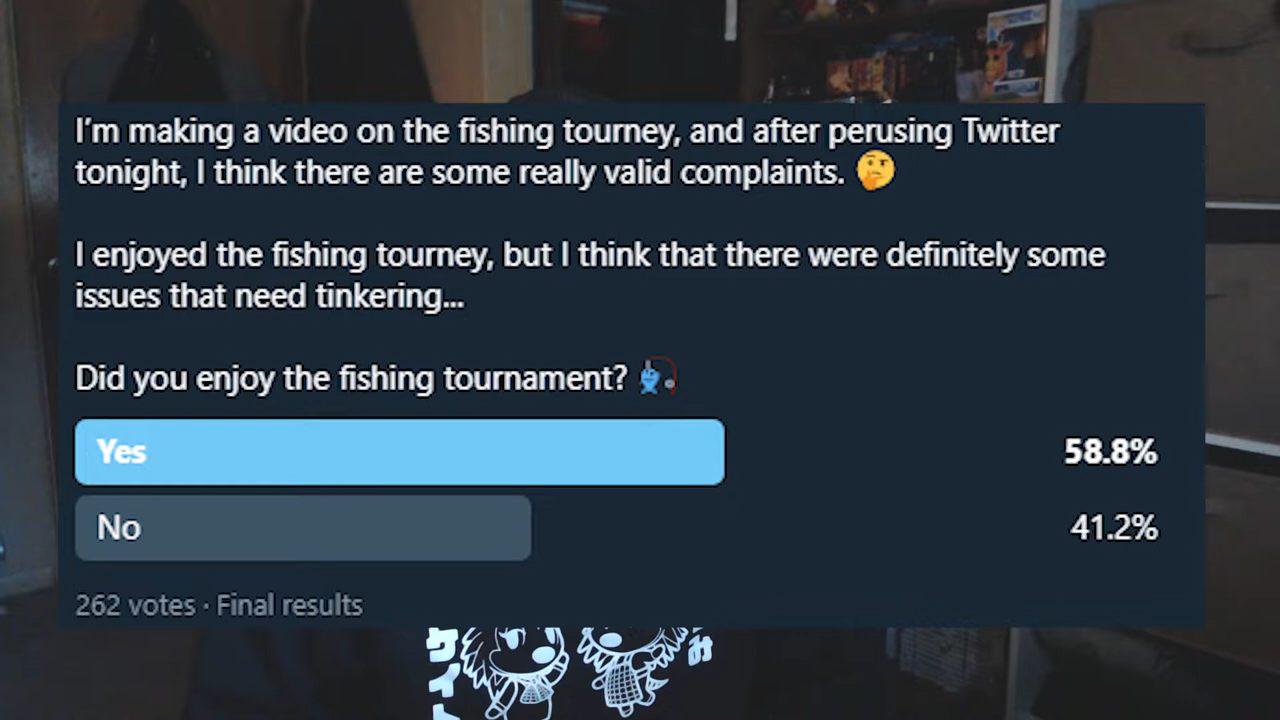 I'm making a video on the fishing tourney, and after perusing Twitter
tonight, I think there are some really valid complaints. 🤔
I enjoyed the fishing tourney, but I think that there were definitely some
issues that need tinkering...
Did you enjoy the fishing tournament? 🎣
Yes 58.8%
No 41.2%
262 votes · Final results